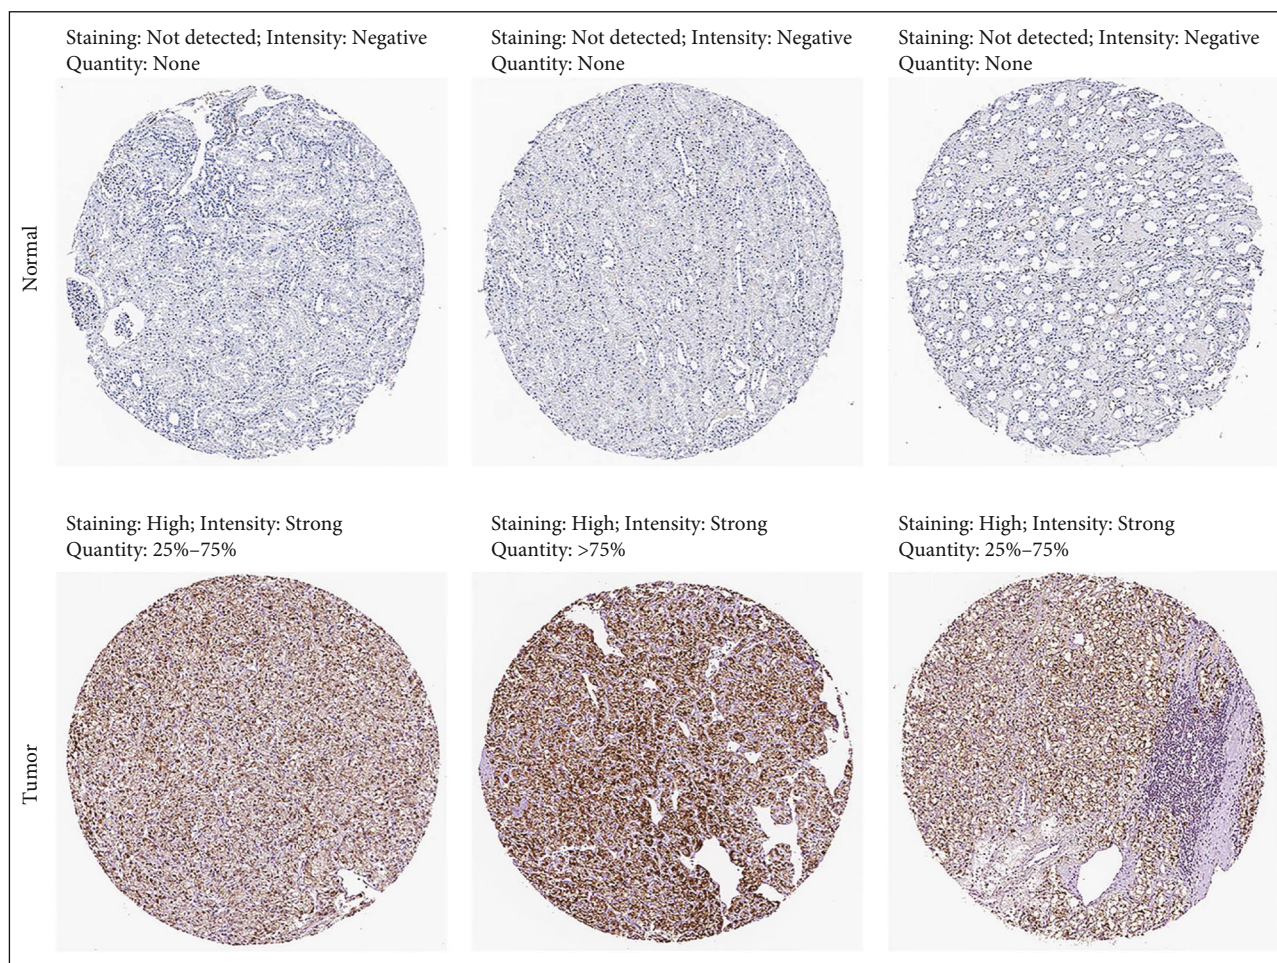 Staining: Not detected; Intensity: Negative
Quantity: None
Staining: Not detected; Intensity: Negative
Quantity: None
Staining: Not detected; Intensity: Negative
Quantity: None
Normal
Staining: High; Intensity: Strong
Quantity: 25%–75%
Staining: High; Intensity: Strong
Quantity: >75%
Staining: High; Intensity: Strong
Quantity: 25%–75%
Tumor